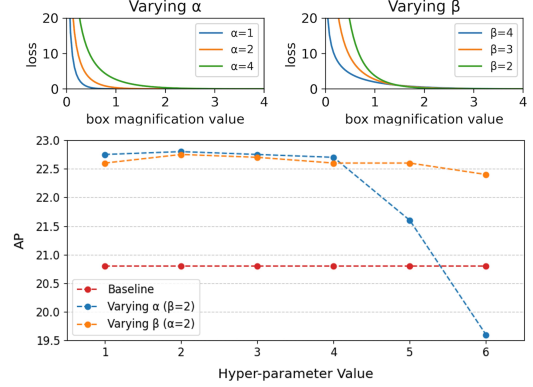 Varying α
20
10
0
loss
α=1
α=2
α=4
0 1 2 3 4
box magnification value
Varying β
20
10
0
loss
β=4
β=3
β=2
0 1 2 3 4
box magnification value
23.0
22.5
22.0
21.5
21.0
20.5
20.0
19.5
AP
Baseline
Varying α (β=2)
Varying β (α=2)
1 2 3 4 5 6
Hyper-parameter Value